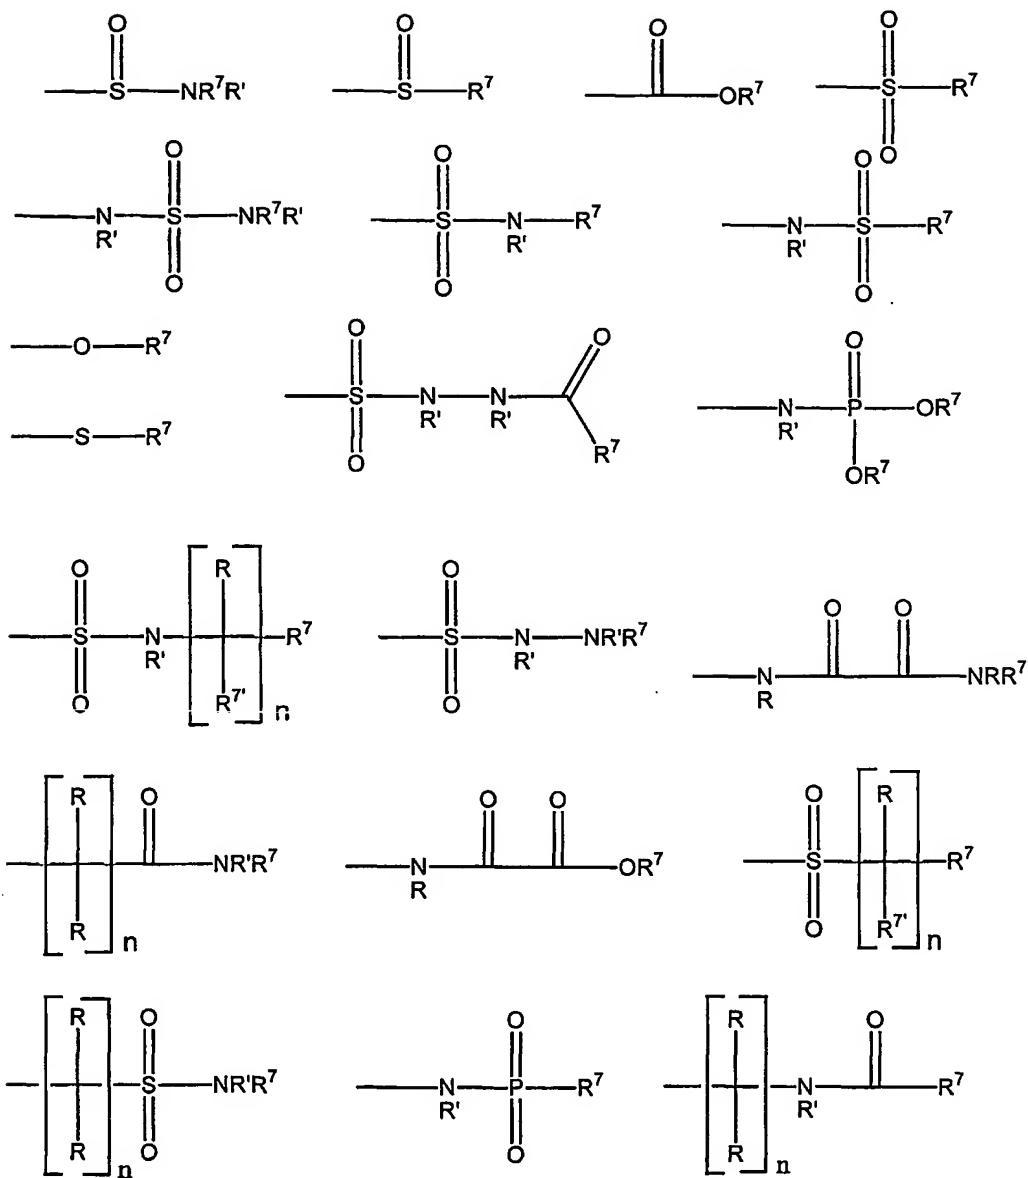 O O O O
S NR⁷R' S R⁷ OR⁷ S R⁷
O
O O O
N S NR⁷R' S N R⁷ N S R⁷
R' R' R'
O O O
O R⁷
O O O
S N N N P OR⁷
R' R' R'
S R⁷
O R⁷ OR⁷
O R O O O
S N R⁷ S N NR'R⁷
R' R'
N NRR⁷
R
O R⁷' n O
R O O O O R
NR'R⁷ N OR⁷ S R⁷
R
R n O R⁷' n
R O O R O
S NR'R⁷ N P R⁷ N R⁷
R' R'
R n O O R n